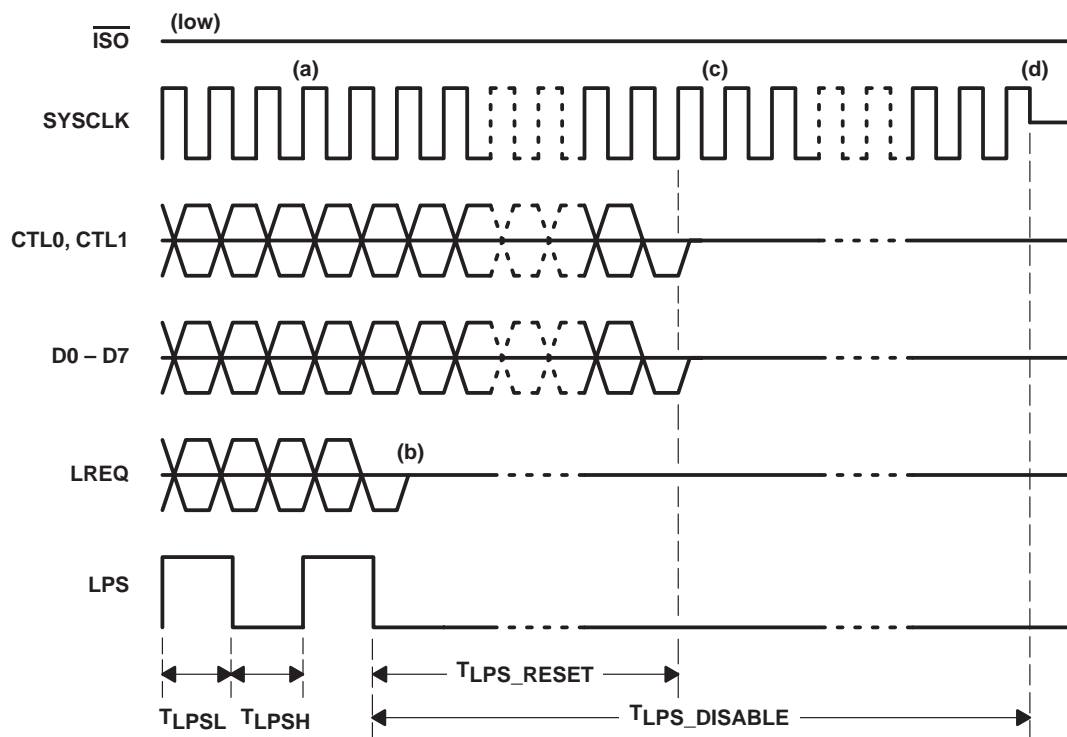 (low)
ISO
(a)
(c)
(d)
SYSCLK
CTL0, CTL1
D0 – D7
(b)
LREQ
LPS
TLPS_RESET
TLPSL
TLPSH
TLPS_DISABLE